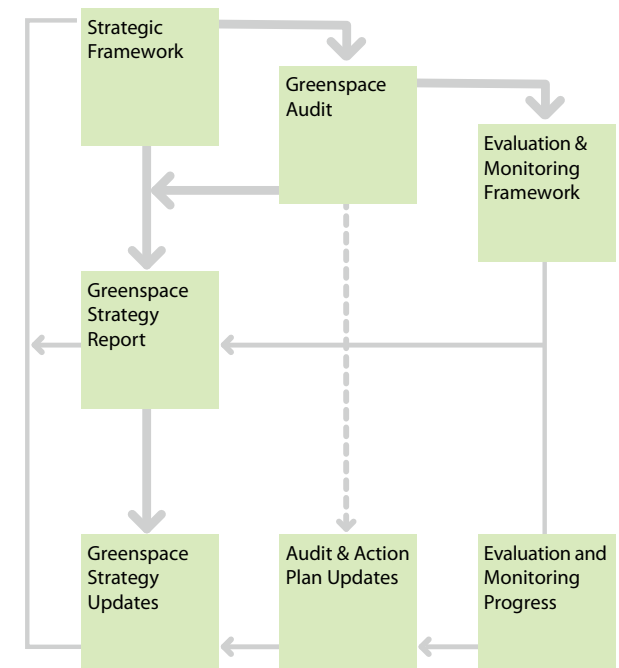 Strategic
Framework
Greenspace
Audit
Evaluation &
Monitoring
Framework
Greenspace
Strategy
Report
Greenspace
Strategy
Updates
Audit & Action
Plan Updates
Evaluation and
Monitoring
Progress